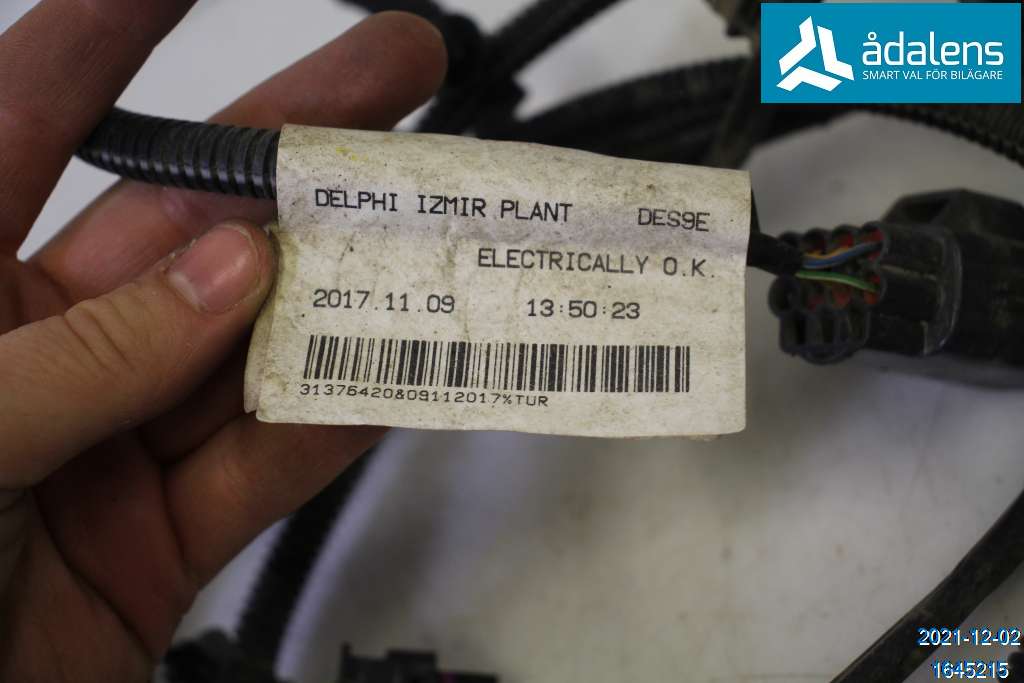 ådalens
SMART VAL FÖR BILÄGARE
DELPHI IZMIR PLANT DES9E
ELECTRICALLY O.K.
2017.11.09 13:50:23
31376420&09112017%TUR
2021-12-02
1645215